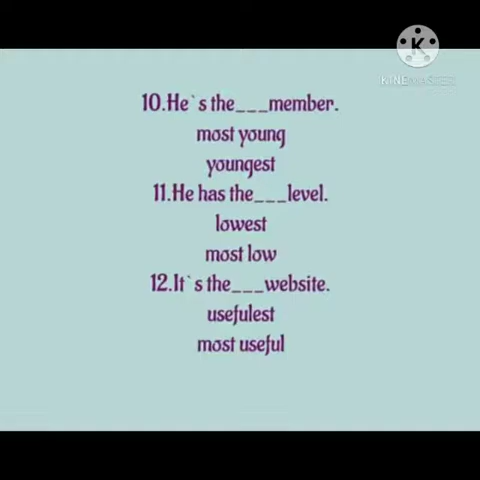 K
KINEMASTER
10.He`s the___member.
most young
youngest
11.He has the___level.
lowest
most low
12.It`s the___website.
usefulest
most useful